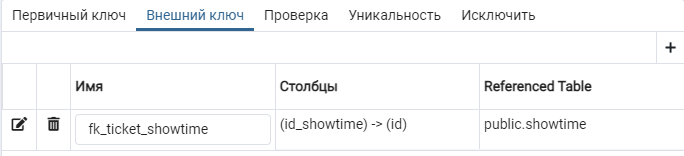 Первичный ключ Внешний ключ Проверка Уникальность Исключить
+
Имя Столбцы Referenced Table
fk_ticket_showtime (id_showtime) -> (id) public.showtime